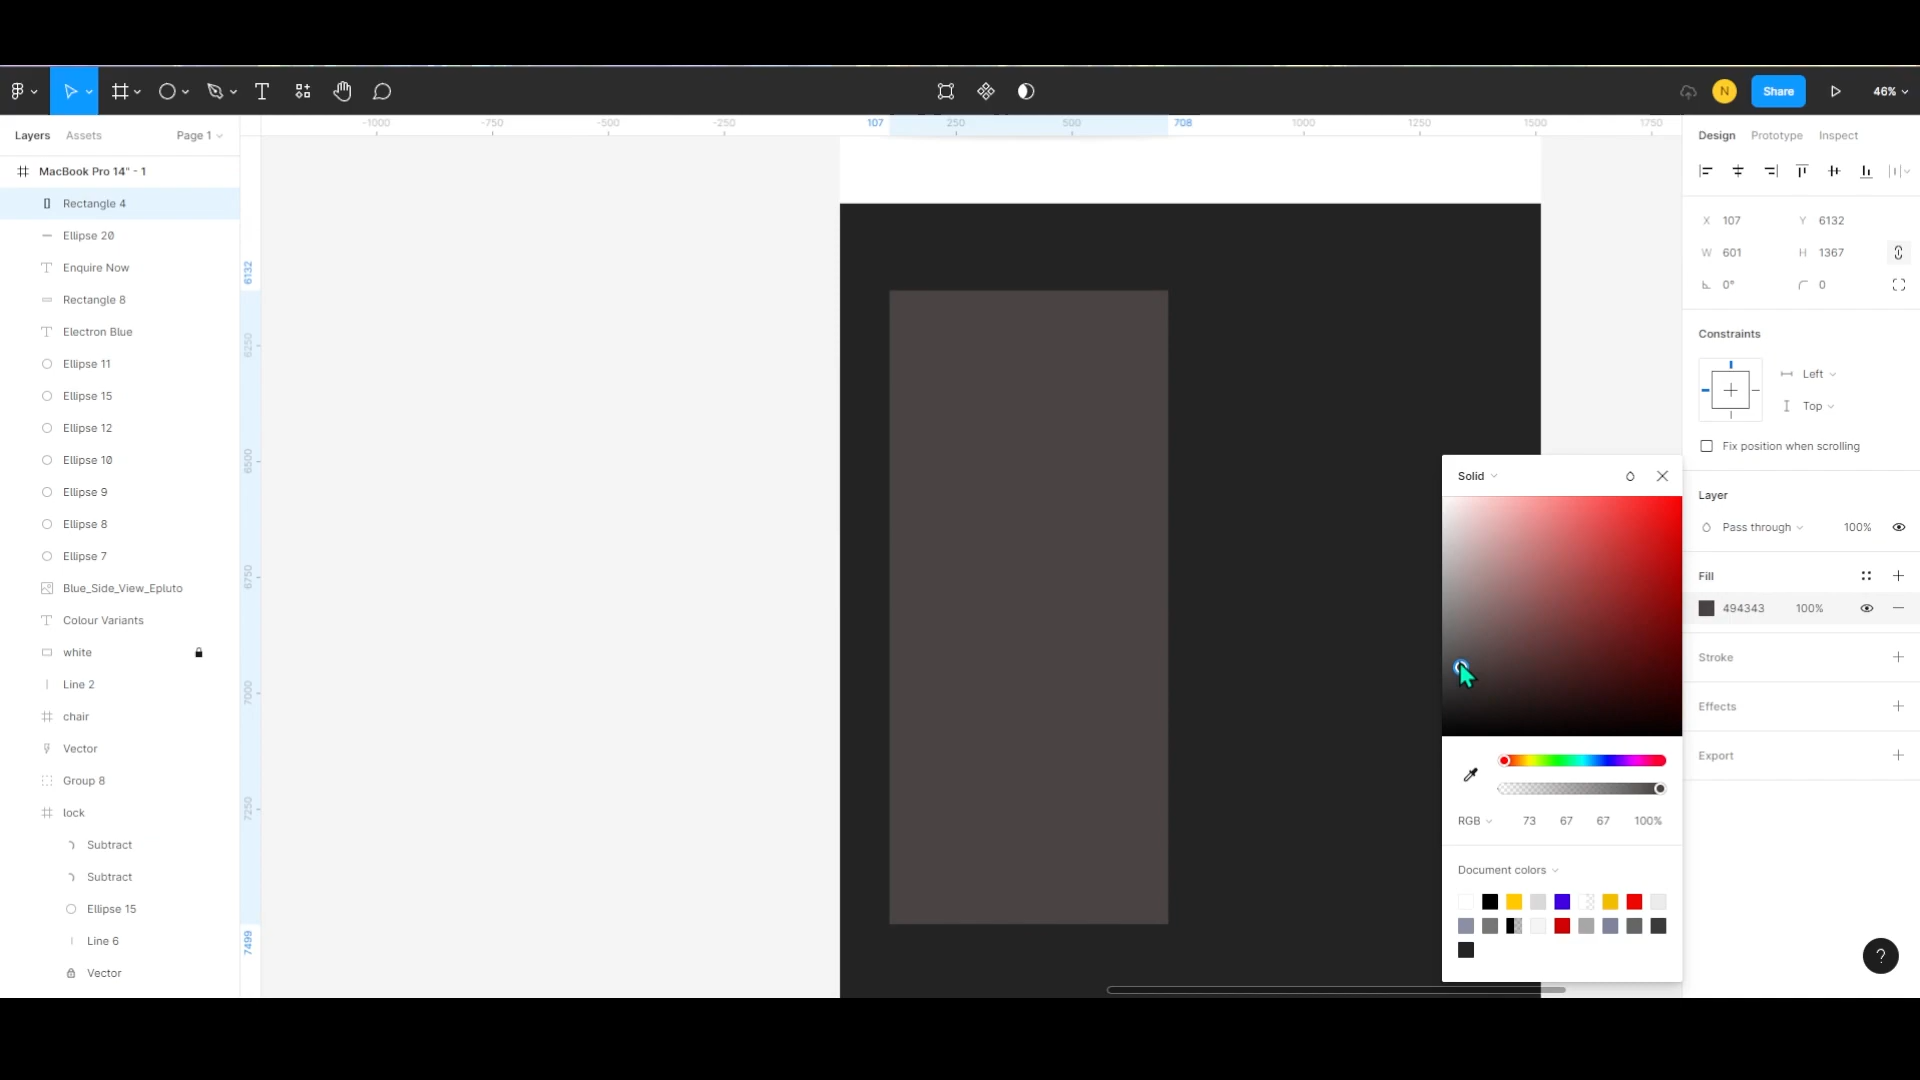 N
Share
46%
Layers
Assets
Page 1
-1000
-750
-500
-250
107
250
500
708
1000
1250
1500
1750
Design
Prototype
Inspect
MacBook Pro 14" - 1
Rectangle 4
Ellipse 20
Enquire Now
Rectangle 8
Electron Blue
Ellipse 11
Ellipse 15
Ellipse 12
Ellipse 10
Ellipse 9
Ellipse 8
Ellipse 7
Blue_Side_View_Epluto
Colour Variants
white
Line 2
chair
Vector
Group 8
lock
Subtract
Subtract
Ellipse 15
Line 6
Vector
6132
6250
6500
6750
7000
7250
7499
X 107
Y 6132
W 601
H 1367
0°
0
Constraints
Left
Top
Fix position when scrolling
Layer
Pass through
100%
Fill
494343
100%
Stroke
Effects
Export
Solid
RGB
73
67
67
100%
Document colors
?